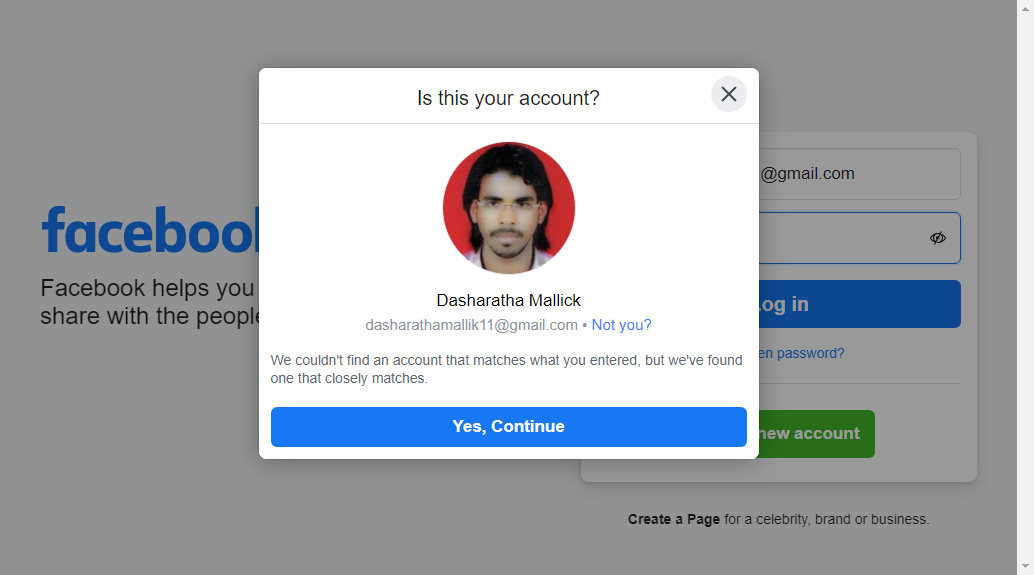 Is this your account?
Dasharatha Mallick
dasharathamallik11@gmail.com • Not you?
We couldn't find an account that matches what you entered, but we've found
one that closely matches.
Yes, Continue
Facebook helps you
share with the people
@gmail.com
Log in
password?
new account
Create a Page for a celebrity, brand or business.